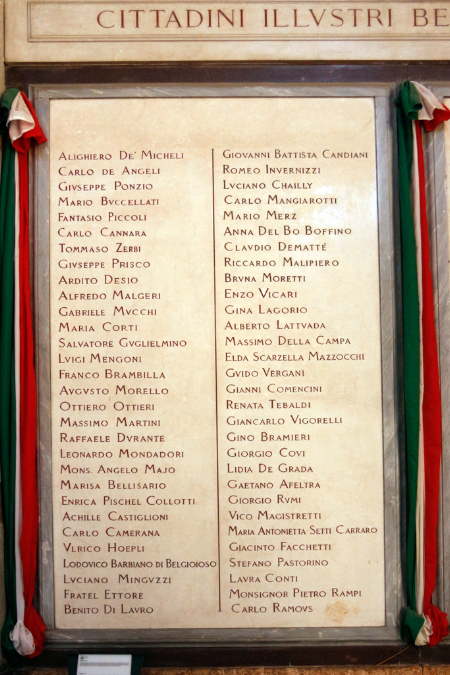 CITTADINI ILLVSTRI BE
ALIGHIERO DE' MICHELI
CARLO DE ANGELI
GIVSEPPE PONZIO
MARIO BVCCELLATI
FANTASIO PICCOLI
CARLO CANNARA
TOMMASO ZERBI
GIVSEPPE PRISCO
ARDITO DESIO
ALFREDO MALGERI
GABRIELE MVCCHI
MARIA CORTI
SALVATORE GVGLIELMINO
LVIGI MENGONI
FRANCO BRAMBILLA
AVGVSTO MORELLO
OTTIERO OTTIERI
MASSIMO MARTINI
RAFFAELE DVRANTE
LEONARDO MONDADORI
MONS. ANGELO MAJO
MARISA BELLISARIO
ENRICA PISCHEL COLLOTTI
ACHILLE CASTIGLIONI
CARLO CAMERANA
VLRICO HOEPLI
LODOVICO BARBIANO DI BELGIOIOSO
LVCIANO MINGVZZI
FRATEL ETTORE
BENITO DI LAVRO
GIOVANNI BATTISTA CANDIANI
ROMEO INVERNIZZI
LVCIANO CHAILLY
CARLO MANGIAROTTI
MARIO MERZ
ANNA DEL BO BOFFINO
CLAVDIO DEMATTÉ
RICCARDO MALIPIERO
BRVNA MORETTI
ENZO VICARI
GINA LAGORIO
ALBERTO LATTVADA
MASSIMO DELLA CAMPA
ELDA SCARZELLA MAZZOCCHI
GVIDO VERGANI
GIANNI COMENCINI
RENATA TEBALDI
GIANCARLO VIGORELLI
GINO BRAMIERI
GIORGIO COVI
LIDIA DE GRADA
GAETANO AFELTRA
GIORGIO RVMI
VICO MAGISTRETTI
MARIA ANTONIETTA SETTI CARRARO
GIACINTO FACCHETTI
STEFANO PASTORINO
LAVRA CONTI
MONSIGNOR PIETRO RAMPI
CARLO RAMOVS